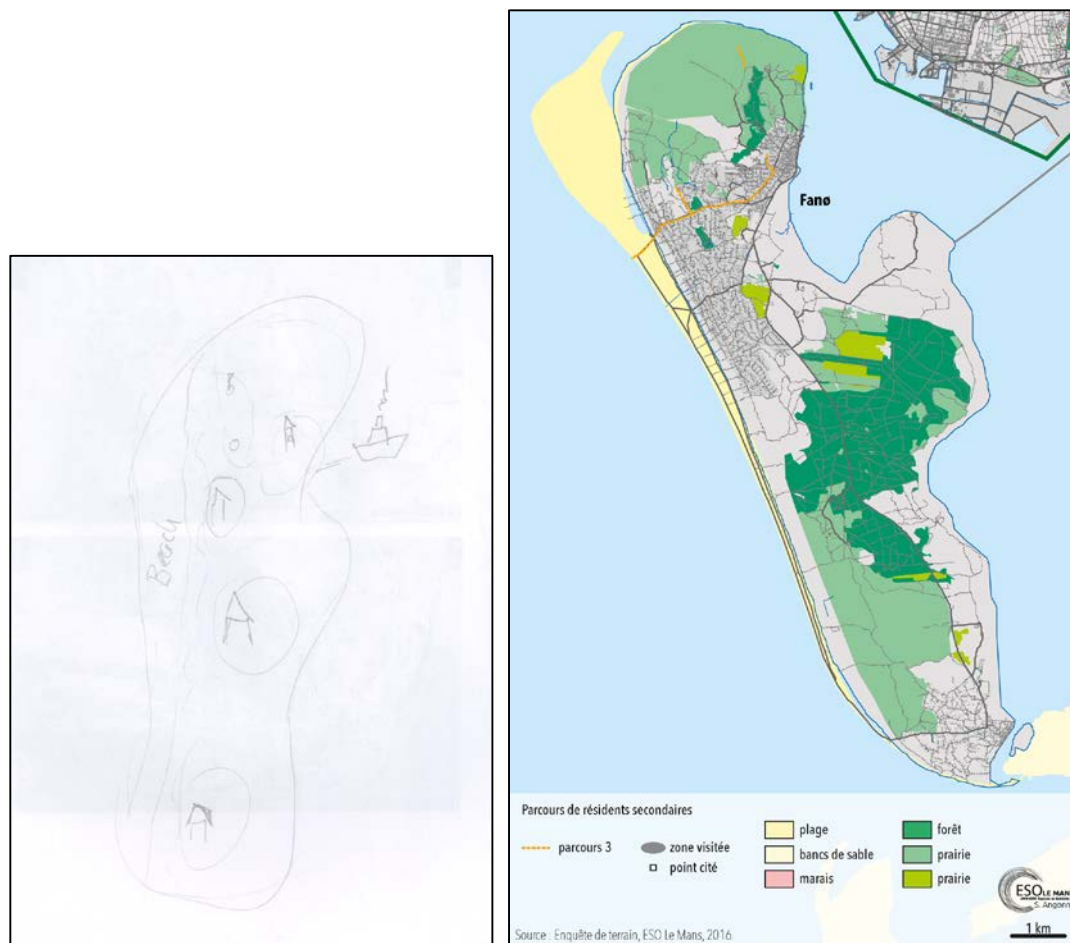 Beach
Fanø
Parcours de résidents secondaires
parcours 3
zone visitée
point cité
plage
bancs de sable
marais
forêt
prairie
prairie
ESO LE MANS
S. Angonn
1 km
Source : Enquête de terrain, ESO Le Mans, 2016.